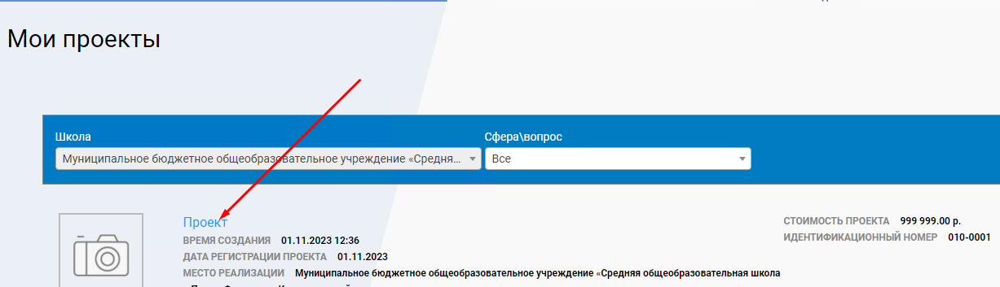 Мои проекты
Школа Сфера\вопрос
Муниципальное бюджетное общеобразовательное учреждение «Средня... Все
Проект СТОИМОСТЬ ПРОЕКТА 999 999.00 р.
ВРЕМЯ СОЗДАНИЯ 01.11.2023 12:36 ИДЕНТИФИКАЦИОННЫЙ НОМЕР 010-0001
ДАТА РЕГИСТРАЦИИ ПРОЕКТА 01.11.2023
МЕСТО РЕАЛИЗАЦИИ Муниципальное бюджетное общеобразовательное учреждение «Средняя общеобразовательная школа